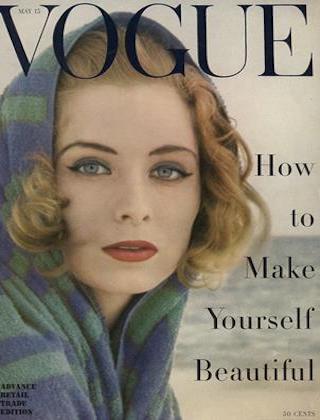 MAY 15
VOGUE
How
to
Make
Yourself
Beautiful
ADVANCE
RETAIL
TRADE
EDITION
50 CENTS